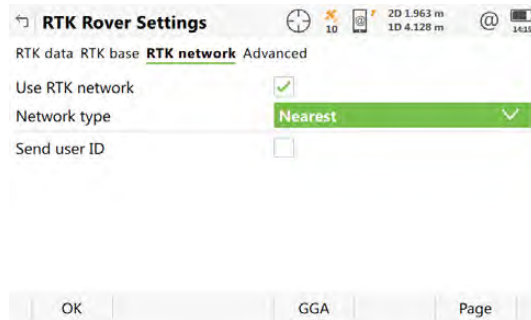 RTK Rover Settings 10 @ 2D 1.963 m @
1D 4.128 m
RTK data RTK base RTK network Advanced
Use RTK network
Network type Nearest
Send user ID
OK GGA Page